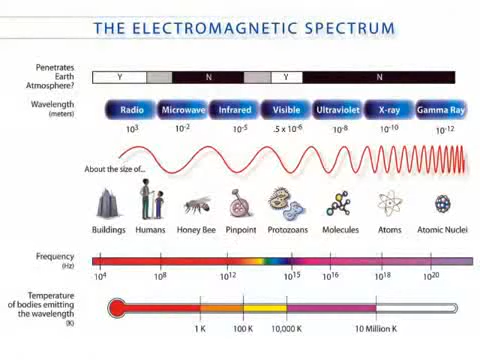 THE ELECTROMAGNETIC SPECTRUM
Penetrates
Earth
Atmosphere?
Y N Y N
Wavelength
(meters)
Radio Microwave Infrared Visible Ultraviolet X-ray Gamma Ray
10³ 10⁻² 10⁻⁵ .5 x 10⁻⁶ 10⁻⁸ 10⁻¹⁰ 10⁻¹²
About the size of...
Buildings Humans Honey Bee Pinpoint Protozoans Molecules Atoms Atomic Nuclei
Frequency
(Hz)
10⁴ 10⁸ 10¹² 10¹⁵ 10¹⁶ 10¹⁸ 10²⁰
Temperature
of bodies emitting
the wavelength
(K)
1 K 100 K 10,000 K 10 Million K